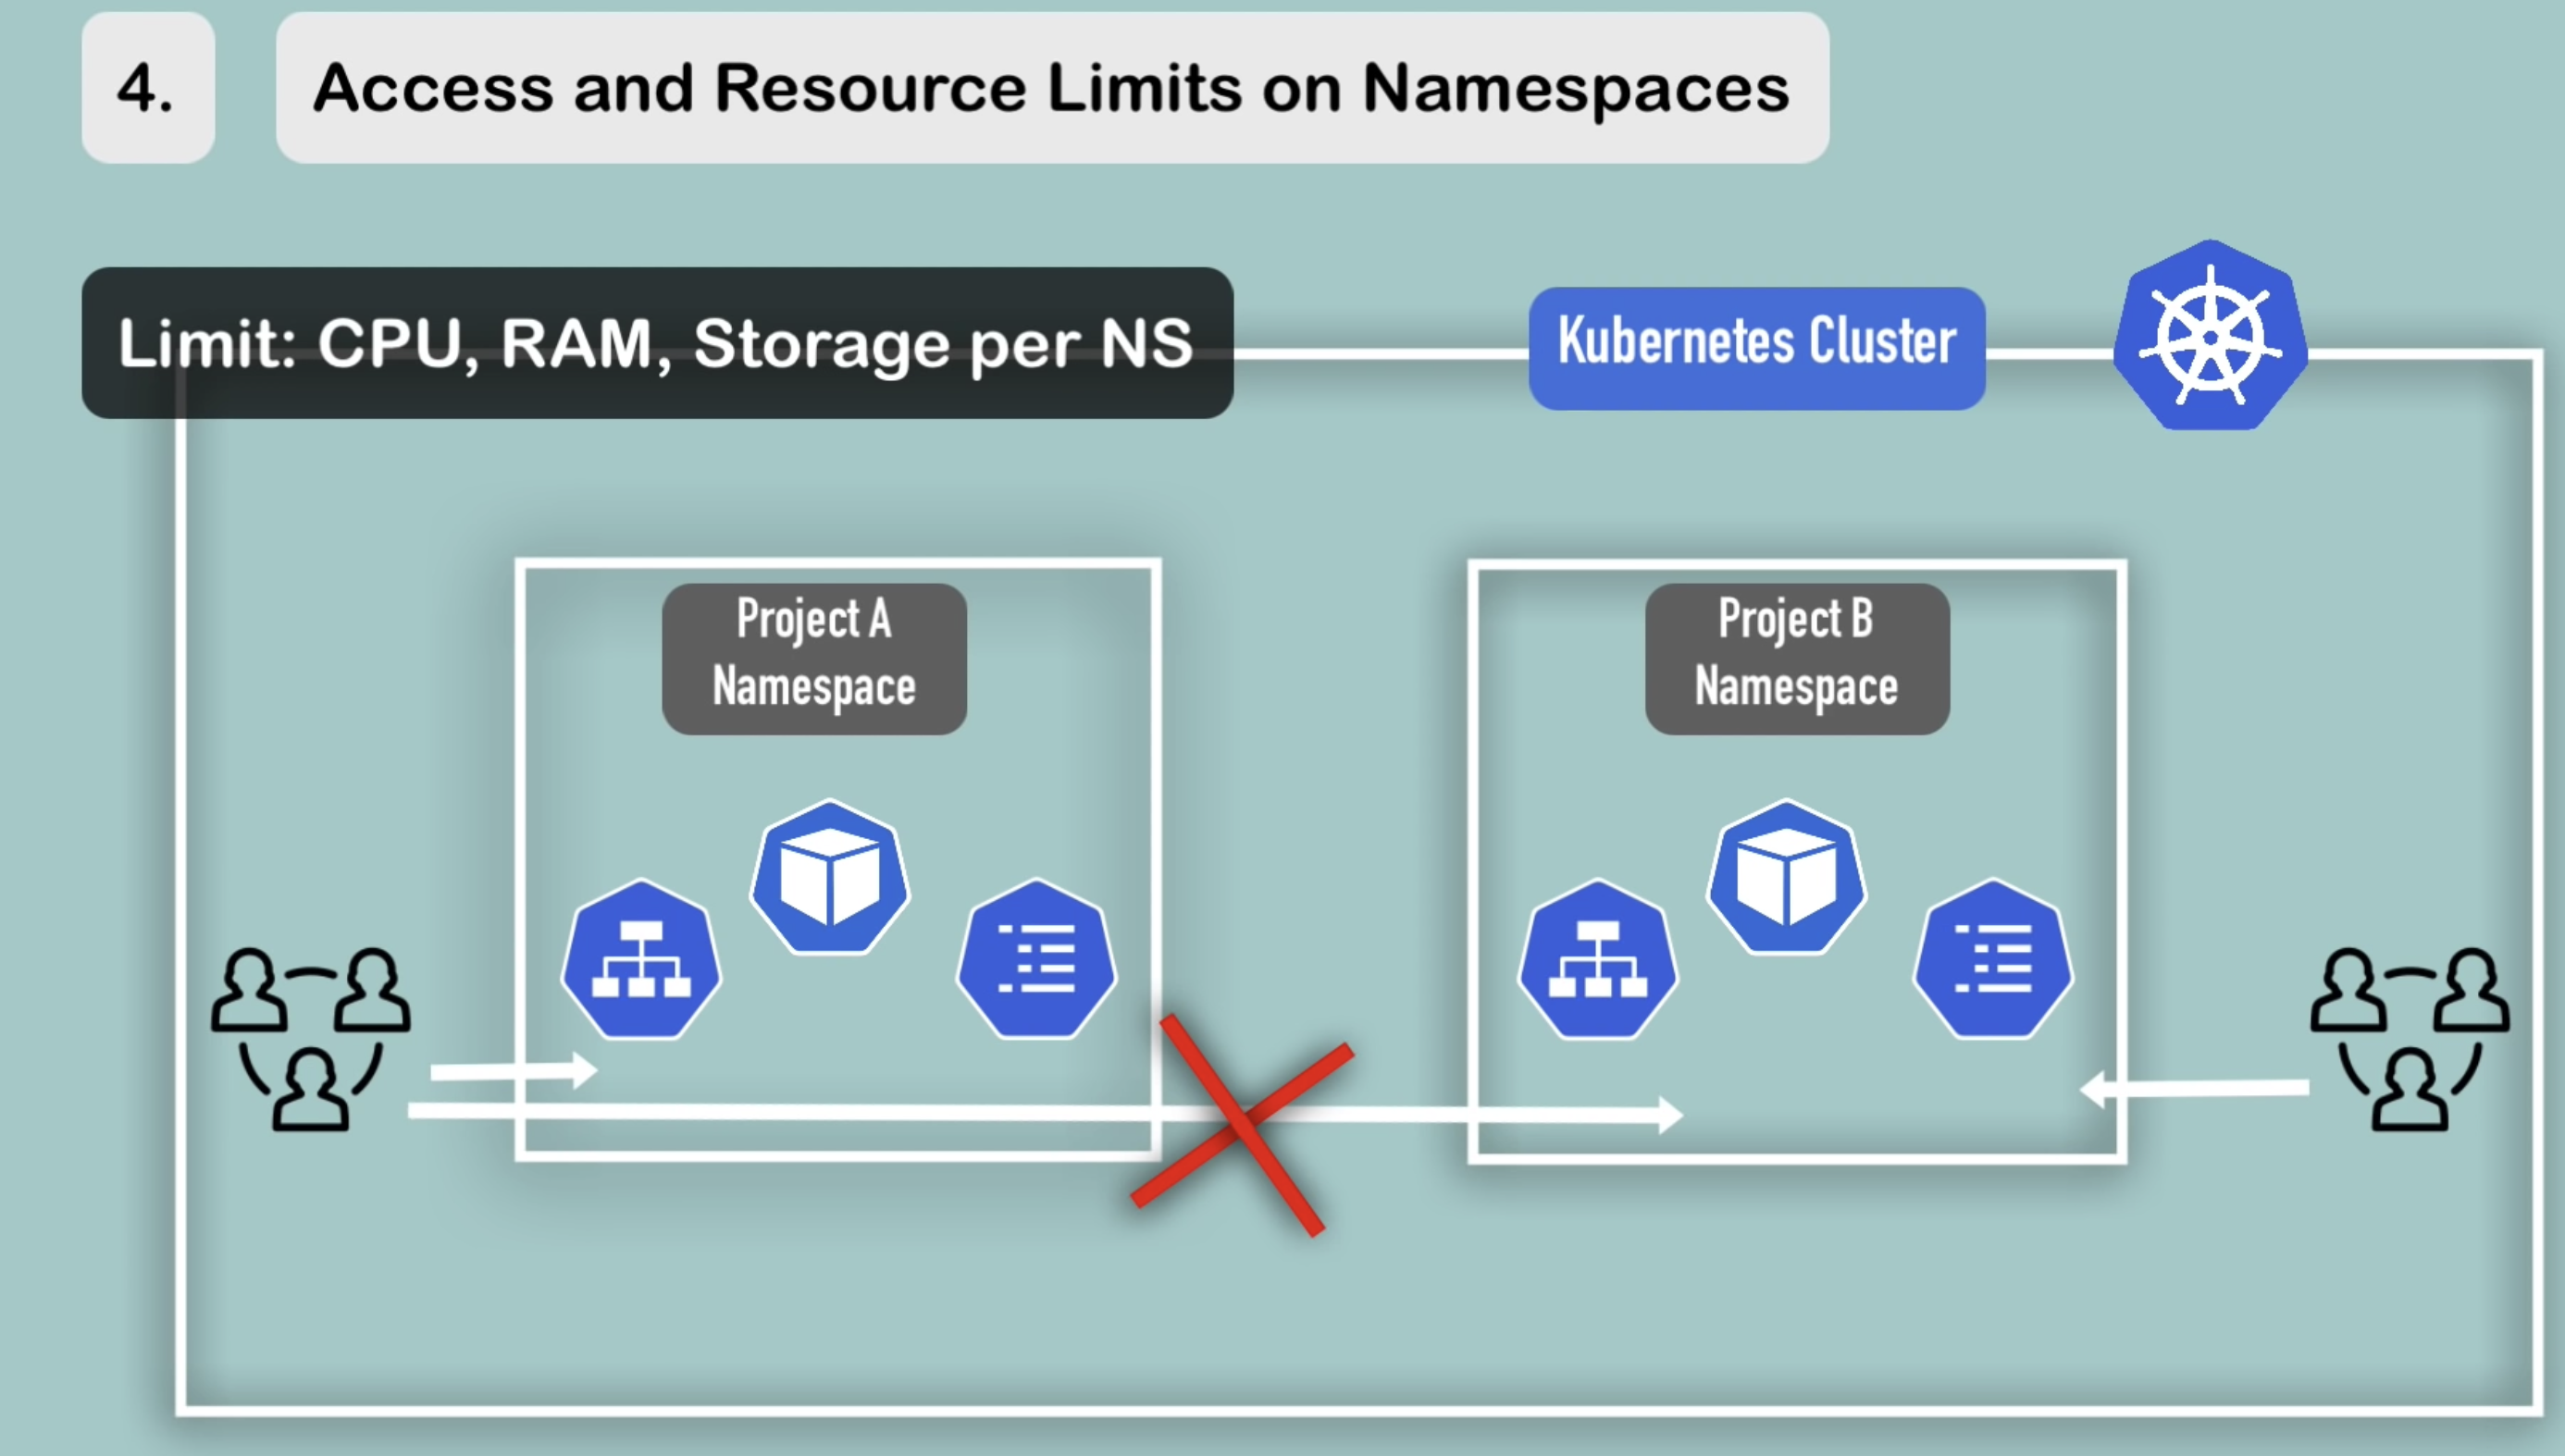 4.
Access and Resource Limits on Namespaces
Limit: CPU, RAM, Storage per NS
Kubernetes Cluster
Project A
Namespace
Project B
Namespace